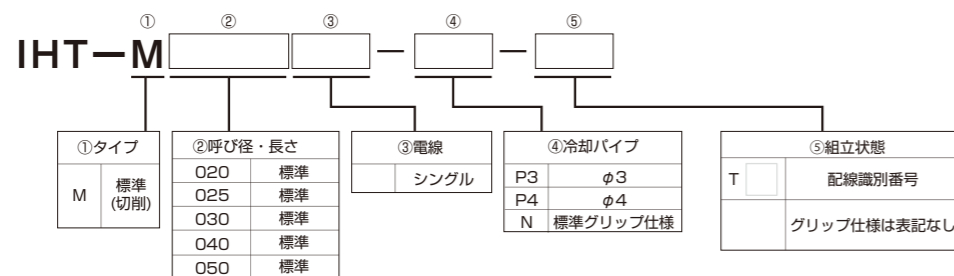 ① ② ③ ④ ⑤
IHT－M － －
①タイプ
M 標準
(切削)
②呼び径・長さ
020 標準
025 標準
030 標準
040 標準
050 標準
③電線
シングル
④冷却パイプ
P3 φ3
P4 φ4
N 標準グリップ仕様
⑤組立状態
T 配線識別番号
グリップ仕様は表記なし